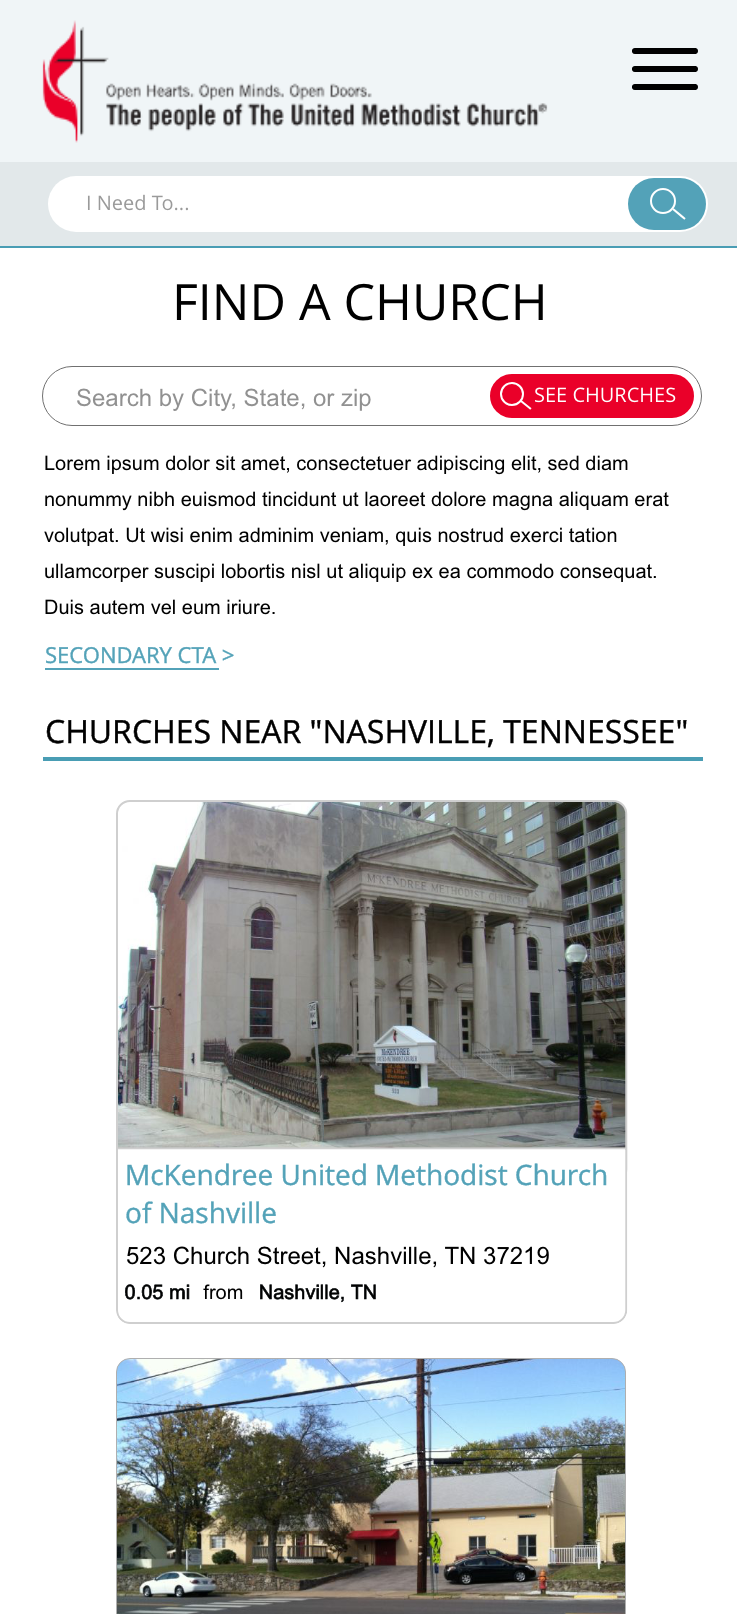 Open Hearts. Open Minds. Open Doors.
The people of The United Methodist Church®
I Need To...
FIND A CHURCH
Search by City, State, or zip
SEE CHURCHES
Lorem ipsum dolor sit amet, consectetuer adipiscing elit, sed diam
nonummy nibh euismod tincidunt ut laoreet dolore magna aliquam erat
volutpat. Ut wisi enim adminim veniam, quis nostrud exerci tation
ullamcorper suscipi lobortis nisl ut aliquip ex ea commodo consequat.
Duis autem vel eum iriure.
SECONDARY CTA >
CHURCHES NEAR "NASHVILLE, TENNESSEE"
McKENDREE METHODIST CHURCH
McKENDREE
UNITED METHODIST CHURCH
McKendree United Methodist Church
of Nashville
523 Church Street, Nashville, TN 37219
0.05 mi from Nashville, TN